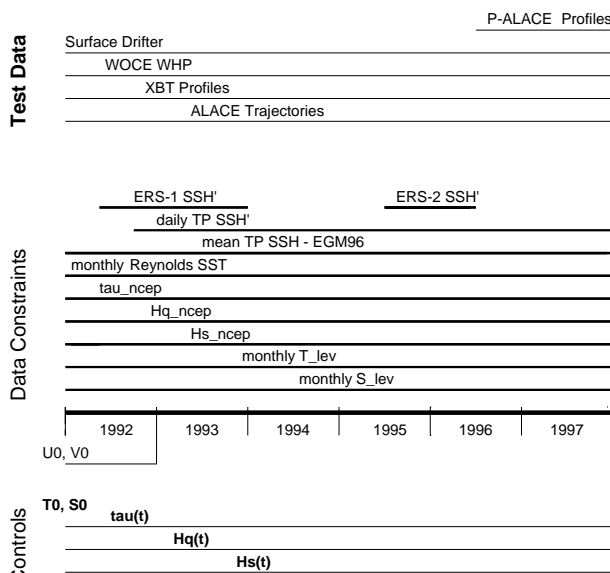 P-ALACE Profiles
Test Data
Surface Drifter
WOCE WHP
XBT Profiles
ALACE Trajectories
Data Constraints
ERS-1 SSH' ERS-2 SSH'
daily TP SSH'
mean TP SSH - EGM96
monthly Reynolds SST
tau_ncep
Hq_ncep
Hs_ncep
monthly T_lev
monthly S_lev
1992 1993 1994 1995 1996 1997
U0, V0
Controls
T0, S0
tau(t)
Hq(t)
Hs(t)